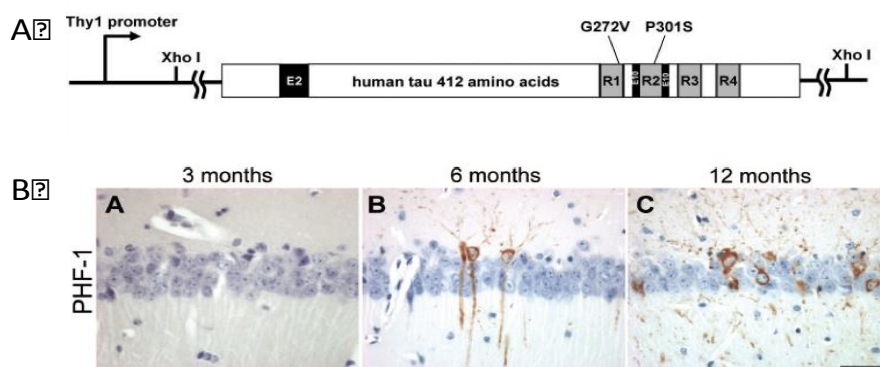 A
Thy1 promoter
G272V P301S
Xho I Xho I
E2 human tau 412 amino acids R1 E10 R2 E10 R3 R4
B
3 months 6 months 12 months
A B C
PHF-1